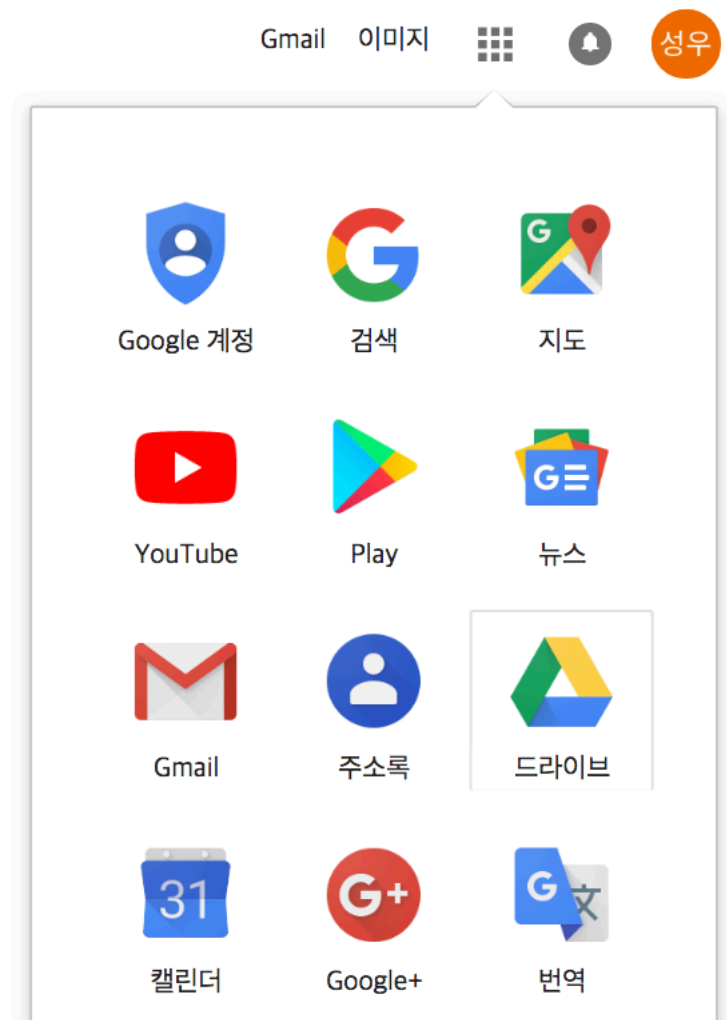 Gmail 이미지 성우
Google 계정 검색 지도
YouTube Play 뉴스
Gmail 주소록 드라이브
31
캘린더 Google+ 번역